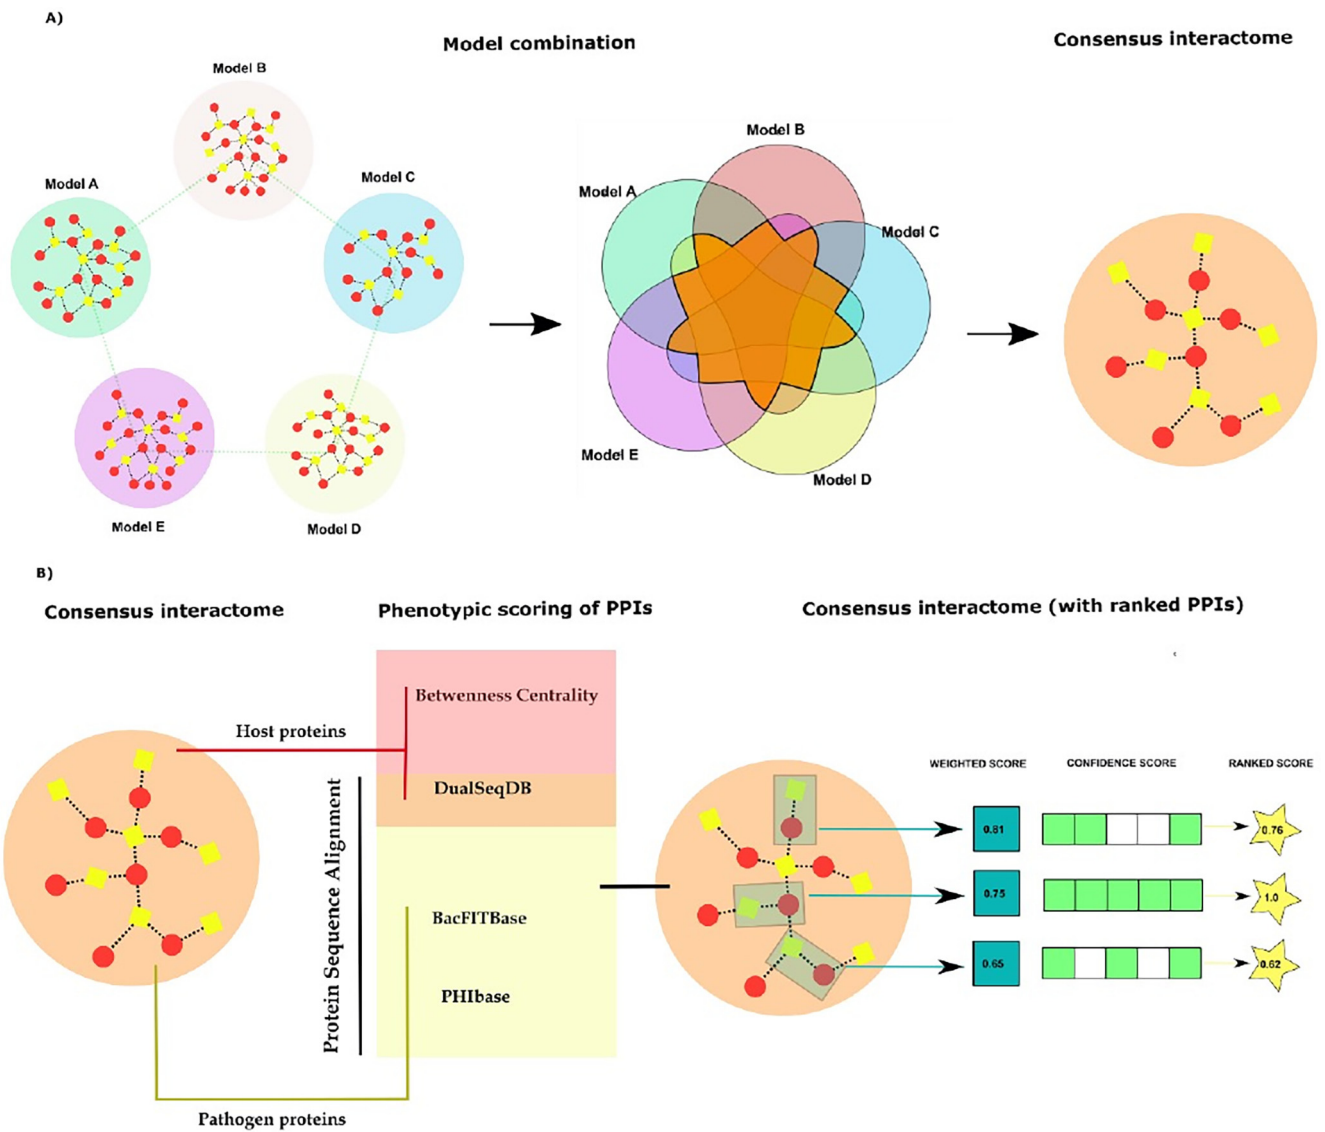 A)
Model combination
Consensus interactome
Model B
Model A
Model C
Model E
Model D
Model B
Model A
Model C
Model E
Model D
B)
Consensus interactome
Phenotypic scoring of PPIs
Consensus interactome (with ranked PPIs)
Host proteins
Pathogen proteins
Protein Sequence Alignment
Betwenness Centrality
DualSeqDB
BacFITBase
PHIbase
WEIGHTED SCORE
CONFIDENCE SCORE
RANKED SCORE
0.81
0.76
0.75
1.0
0.65
0.62